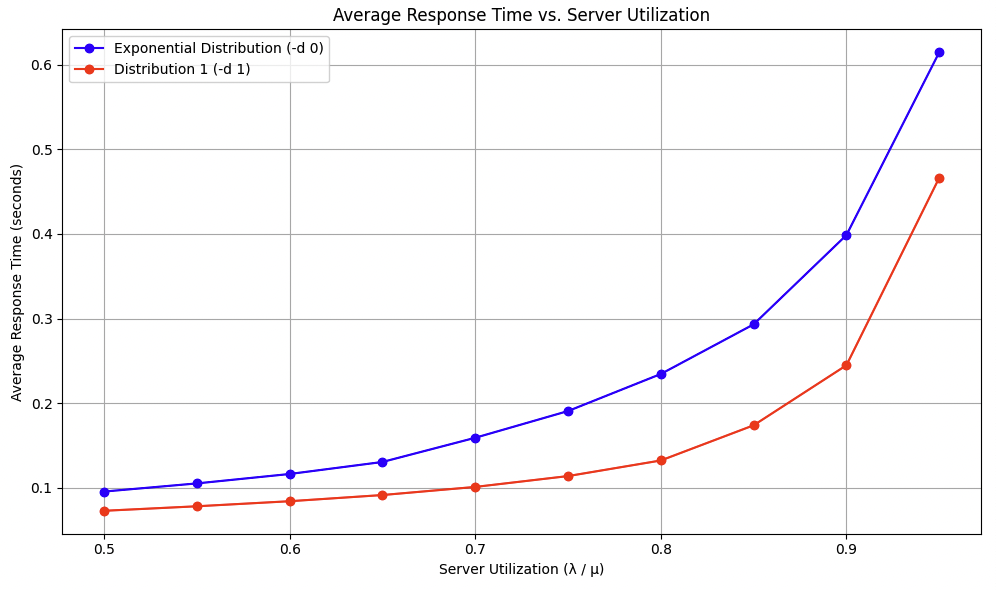 Average Response Time vs. Server Utilization
Exponential Distribution (-d 0)
Distribution 1 (-d 1)
Average Response Time (seconds)
0.6
0.5
0.4
0.3
0.2
0.1
0.5 0.6 0.7 0.8 0.9
Server Utilization (λ / μ)